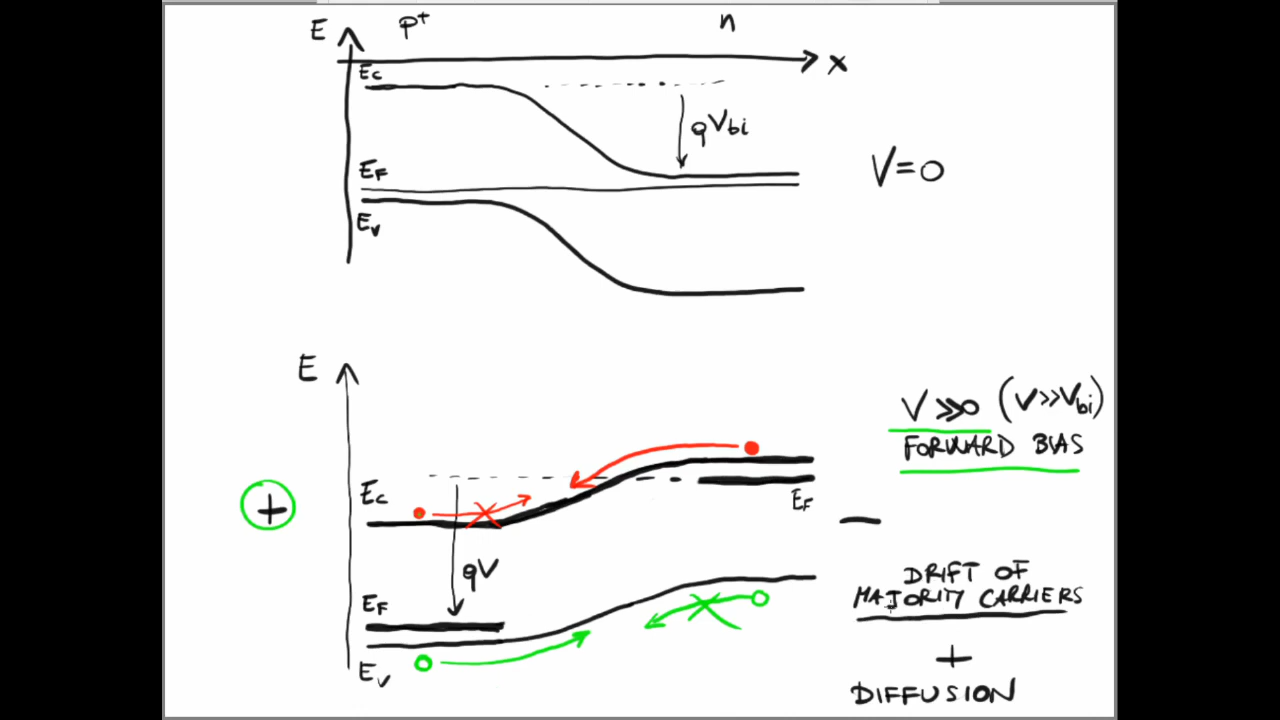 E p⁺ n
x
Ec
qVbi
EF
V=0
Ev
E
V≫0 (V≫Vbi)
FORWARD BIAS
Ec
EF
+
−
qV
DRIFT OF
EF
MAJORITY CARRIERS
+
Ev
DIFFUSION